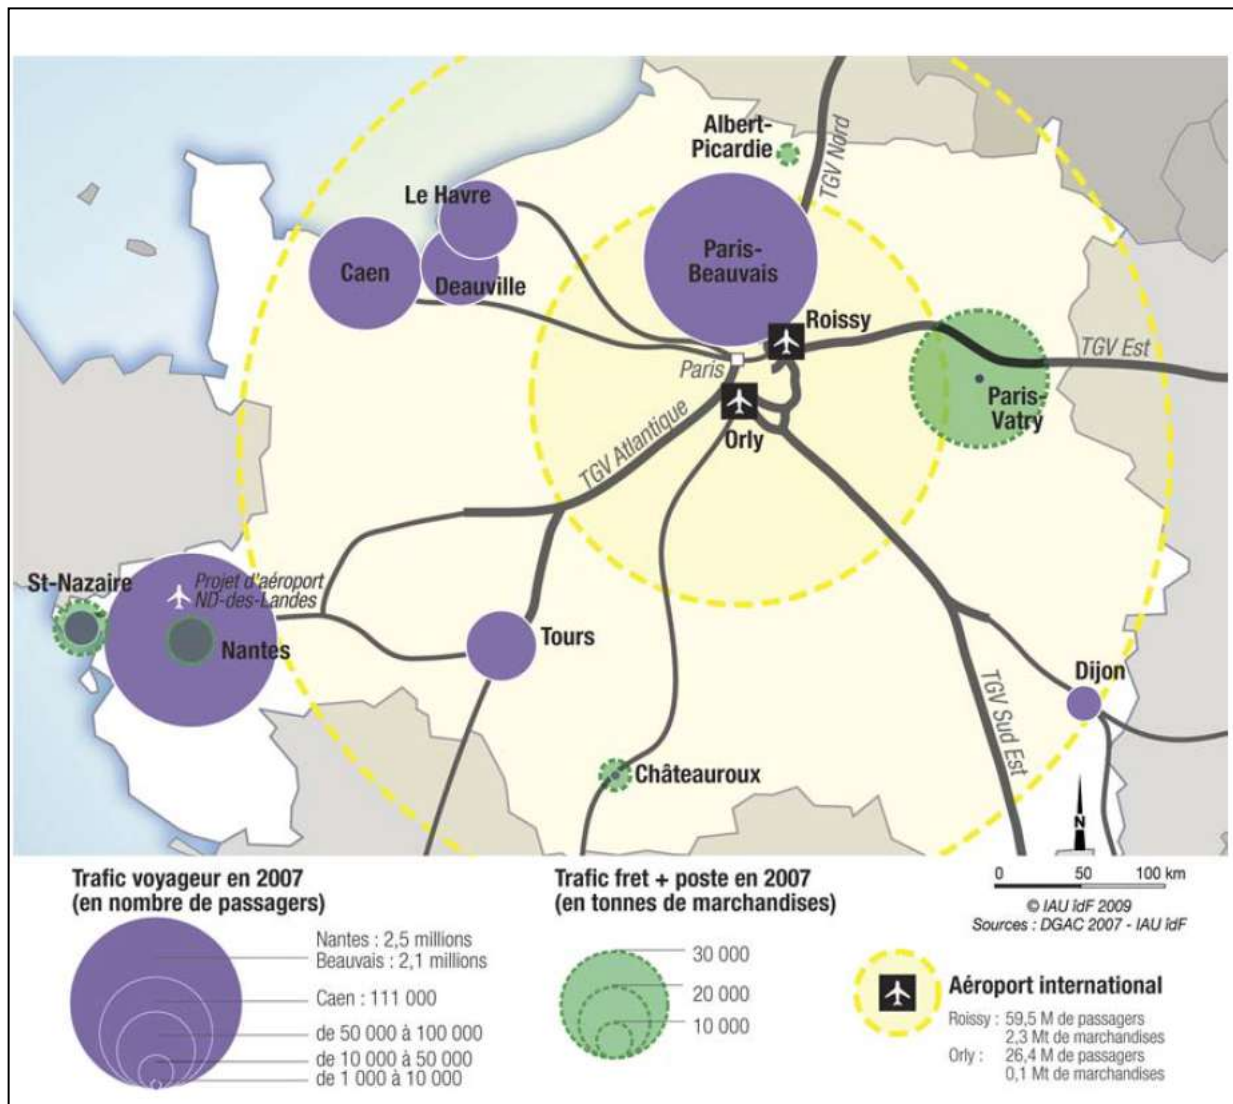 Albert-
Picardie
TGV Nord
Le Havre
Paris-
Beauvais
Caen
Deauville
Roissy
TGV Est
Paris
Paris-
Vatry
Orly
TGV Atlantique
St-Nazaire
Projet d'aéroport
ND-des-Landes
Nantes
Tours
Dijon
TGV Sud Est
Châteauroux
N
0 50 100 km
© IAU îdF 2009
Sources : DGAC 2007 - IAU îdF
Trafic voyageur en 2007
(en nombre de passagers)
Nantes : 2,5 millions
Beauvais : 2,1 millions
Caen : 111 000
de 50 000 à 100 000
de 10 000 à 50 000
de 1 000 à 10 000
Trafic fret + poste en 2007
(en tonnes de marchandises)
30 000
20 000
10 000
Aéroport international
Roissy : 59,5 M de passagers
2,3 Mt de marchandises
Orly : 26,4 M de passagers
0,1 Mt de marchandises